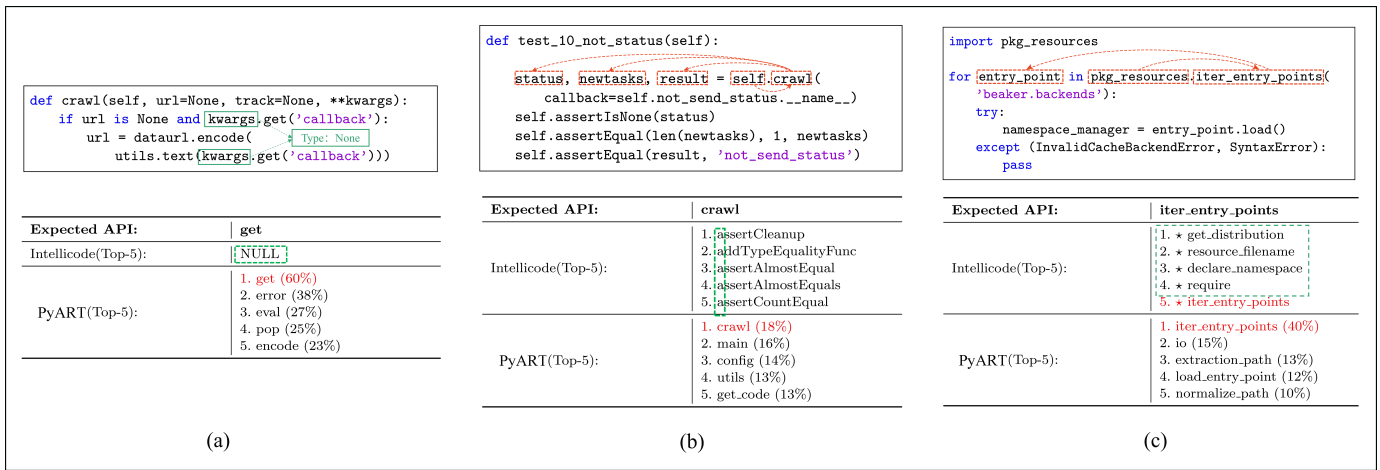 def crawl(self, url=None, track=None, **kwargs):
if url is None and kwargs.get('callback'):
url = dataurl.encode(
Type: None
utils.text(kwargs.get('callback')))
Expected API: get
Intellicode(Top-5): NULL
PyART(Top-5):
1. get (60%)
2. error (38%)
3. eval (27%)
4. pop (25%)
5. encode (23%)
(a)
def test_10_not_status(self):
status, newtasks, result = self.crawl(
callback=self.not_send_status.__name__)
self.assertIsNone(status)
self.assertEqual(len(newtasks), 1, newtasks)
self.assertEqual(result, 'not_send_status')
Expected API: crawl
Intellicode(Top-5):
1. assertCleanup
2. addTypeEqualityFunc
3. assertAlmostEqual
4. assertAlmostEquals
5. assertCountEqual
PyART(Top-5):
1. crawl (18%)
2. main (16%)
3. config (14%)
4. utils (13%)
5. get_code (13%)
(b)
import pkg_resources
for entry_point in pkg_resources.iter_entry_points(
'beaker.backends'):
try:
namespace_manager = entry_point.load()
except (InvalidCacheBackendError, SyntaxError):
pass
Expected API: iter_entry_points
Intellicode(Top-5):
1. ⋆ get_distribution
2. ⋆ resource_filename
3. ⋆ declare_namespace
4. ⋆ require
5. ⋆ iter_entry_points
PyART(Top-5):
1. iter_entry_points (40%)
2. io (15%)
3. extraction_path (13%)
4. load_entry_point (12%)
5. normalize_path (10%)
(c)